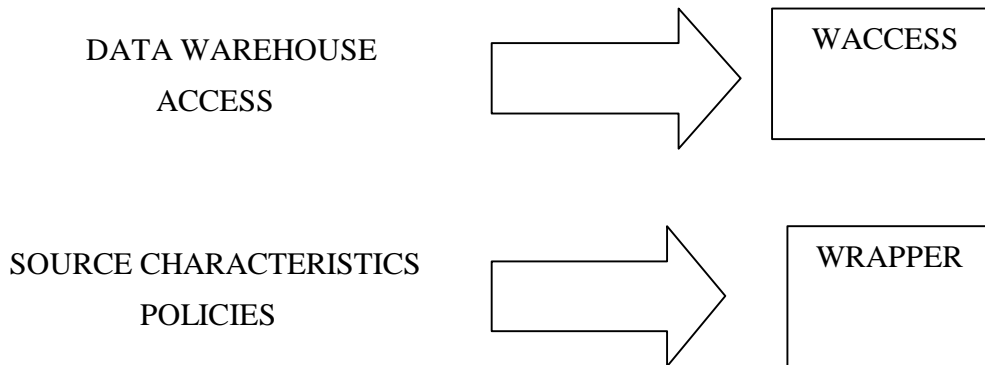 DATA WAREHOUSE
ACCESS
WACCESS
SOURCE CHARACTERISTICS
POLICIES
WRAPPER